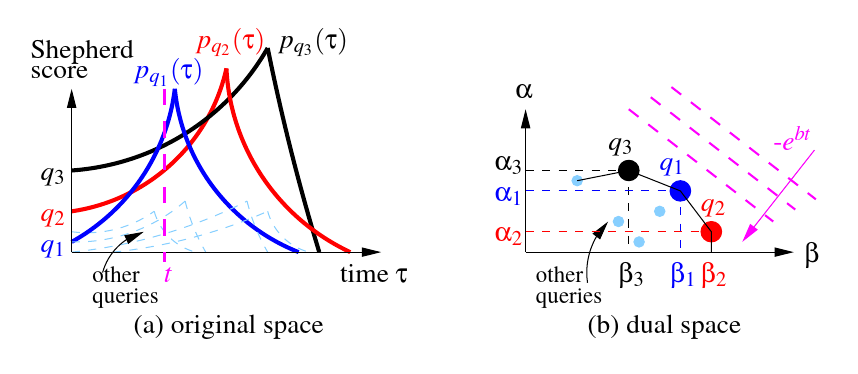 Shepherd
score
p_{q_1}(τ)
p_{q_2}(τ)
p_{q_3}(τ)
q_3
q_2
q_1
other
queries
t
time τ
(a) original space
α
α_3
α_1
α_2
q_3
q_1
q_2
-e^{bt}
β
other
queries
β_3
β_1
β_2
(b) dual space